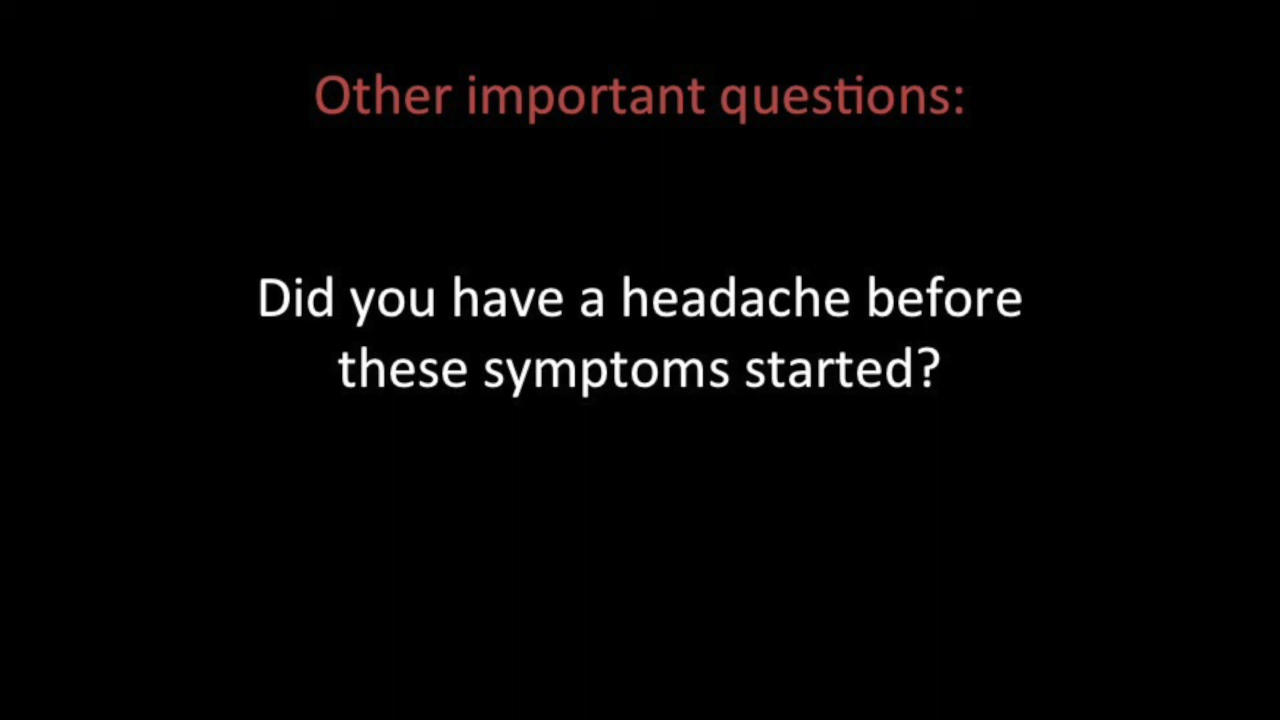 Other important questions:
Did you have a headache before
these symptoms started?